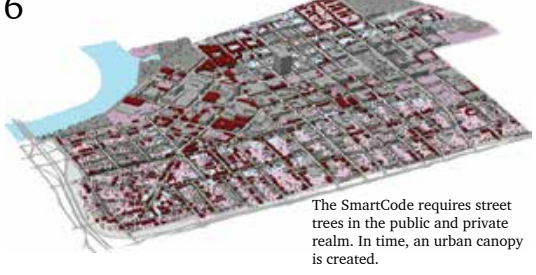 6
The SmartCode requires street
trees in the public and private
realm. In time, an urban canopy
is created.